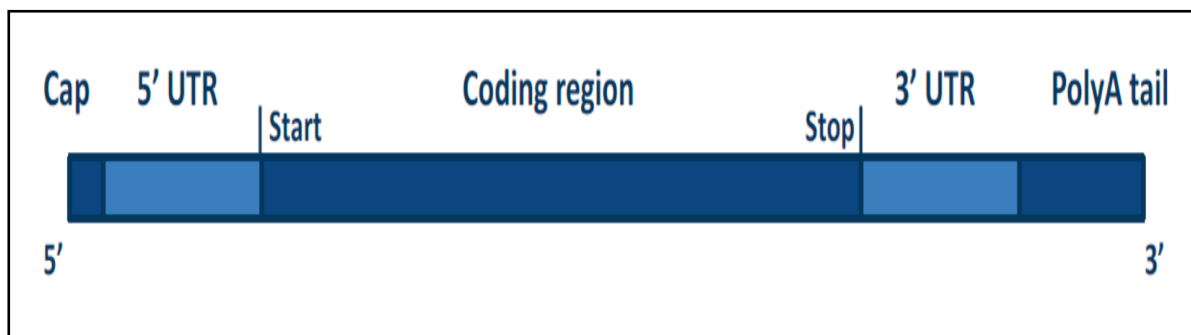 Cap 5’ UTR Coding region 3’ UTR PolyA tail
Start Stop
5’ 3’